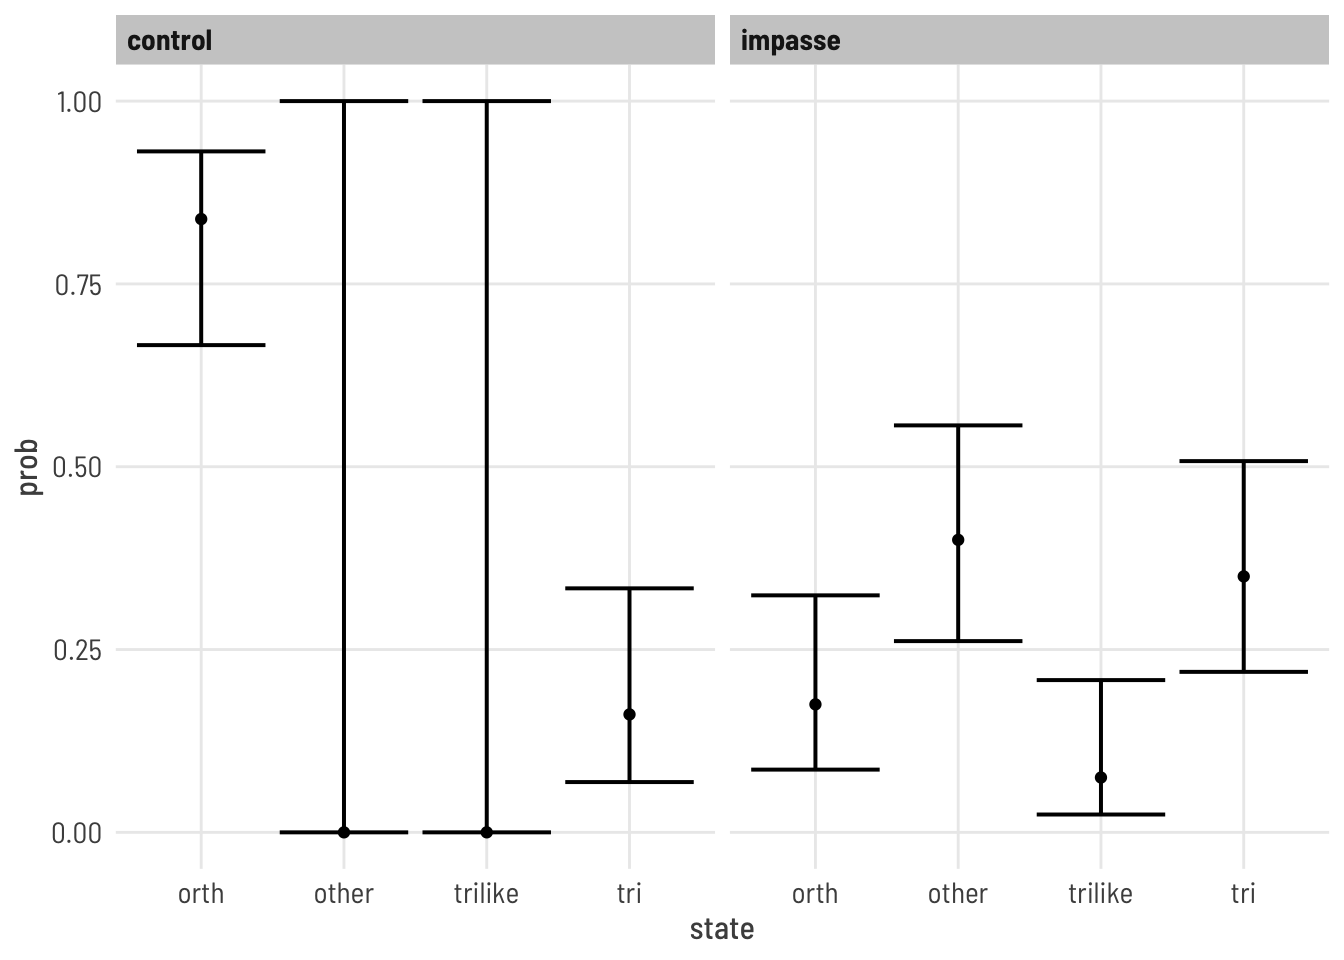 control
impasse
1.00
0.75
0.50
0.25
0.00
prob
orth other trilike tri
orth other trilike tri
state